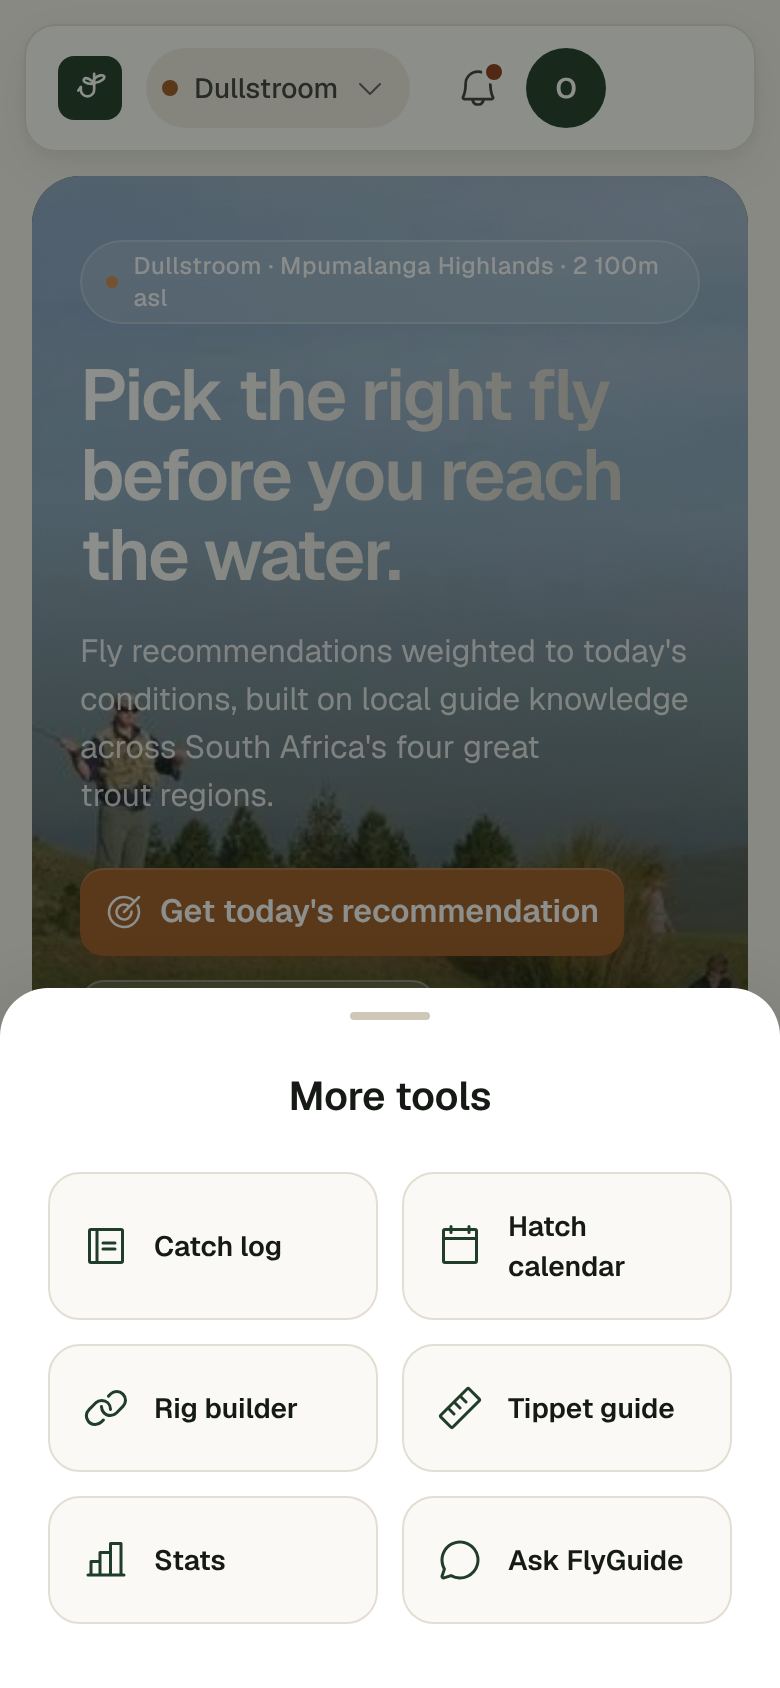 Dullstroom
O
Dullstroom · Mpumalanga Highlands · 2 100m
asl
Pick the right fly
before you reach
the water.
Fly recommendations weighted to today's
conditions, built on local guide knowledge
across South Africa's four great
trout regions.
Get today's recommendation
More tools
Catch log
Hatch
calendar
Rig builder
Tippet guide
Stats
Ask FlyGuide